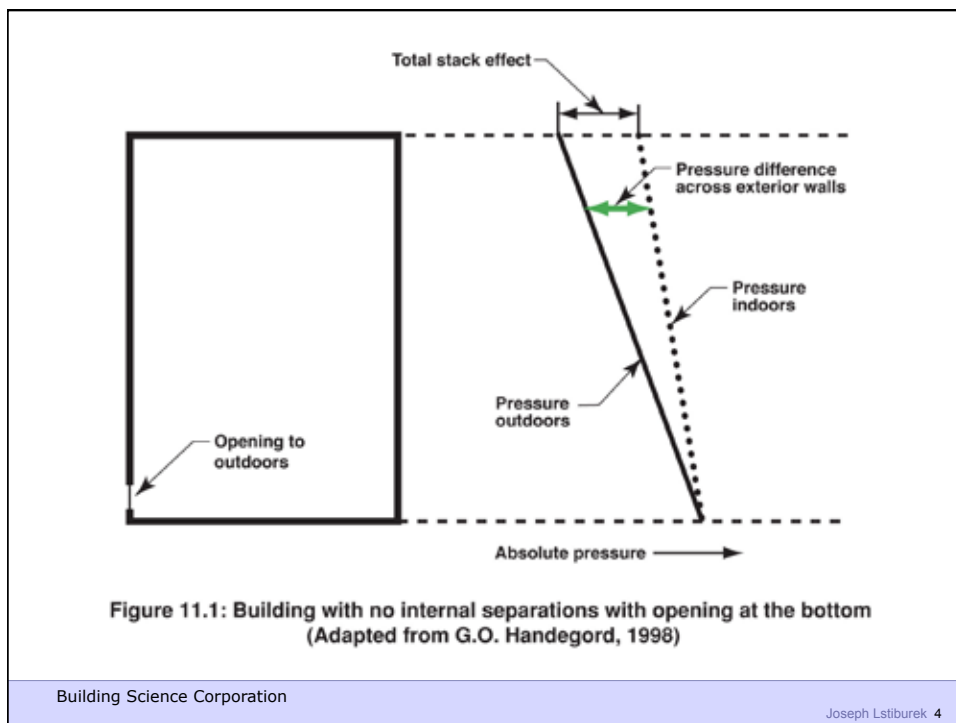 Total stack effect
Pressure difference
across exterior walls
Pressure
indoors
Pressure
outdoors
Opening to
outdoors
Absolute pressure
Figure 11.1: Building with no internal separations with opening at the bottom
(Adapted from G.O. Handegord, 1998)
Building Science Corporation
Joseph Lstiburek 4